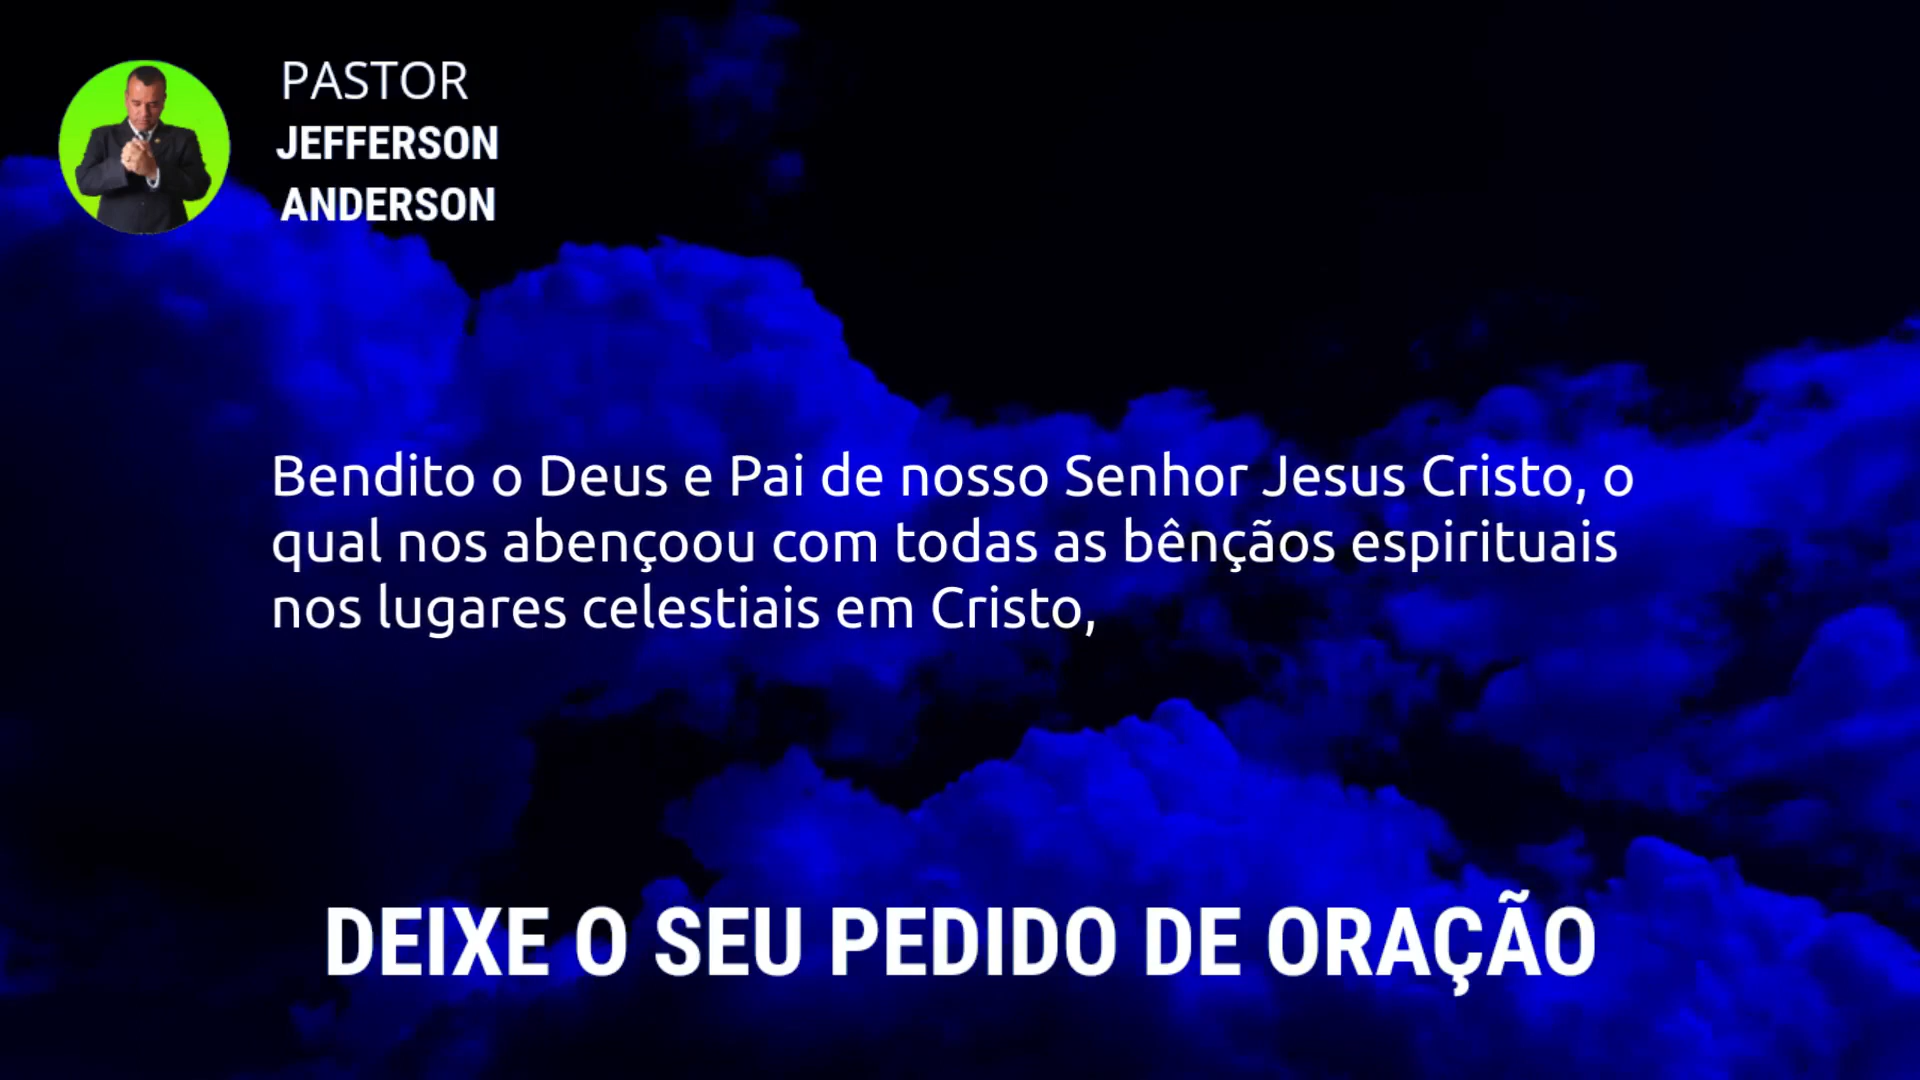 PASTOR
JEFFERSON
ANDERSON
Bendito o Deus e Pai de nosso Senhor Jesus Cristo, o
qual nos abençoou com todas as bênçãos espirituais
nos lugares celestiais em Cristo,
DEIXE O SEU PEDIDO DE ORAÇÃO